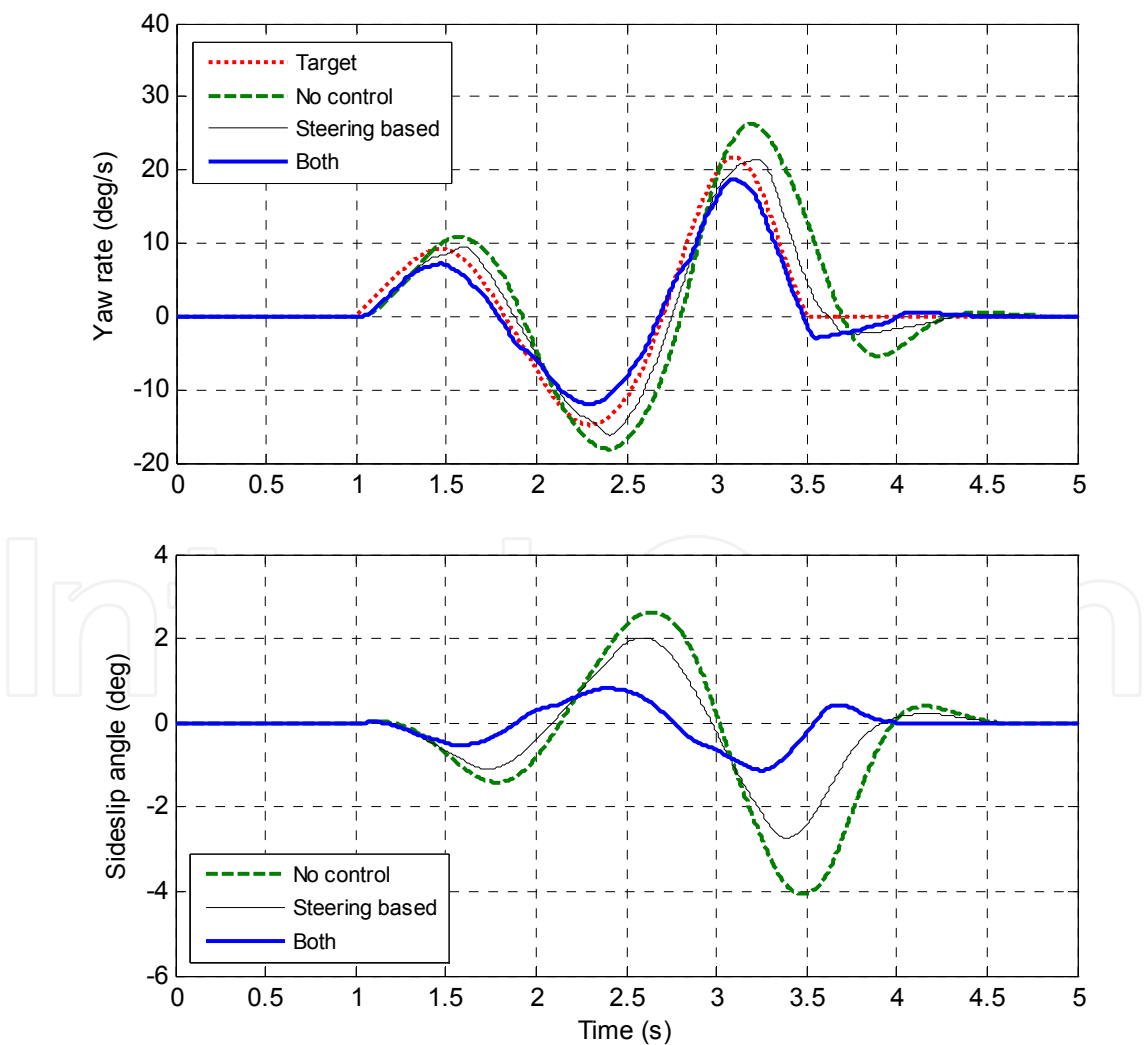 40
30
20
10
0
-10
-20
Yaw rate (deg/s)
Target
No control
Steering based
Both
0 0.5 1 1.5 2 2.5 3 3.5 4 4.5 5
4
2
0
-2
-4
-6
Sideslip angle (deg)
No control
Steering based
Both
0 0.5 1 1.5 2 2.5 3 3.5 4 4.5 5
Time (s)